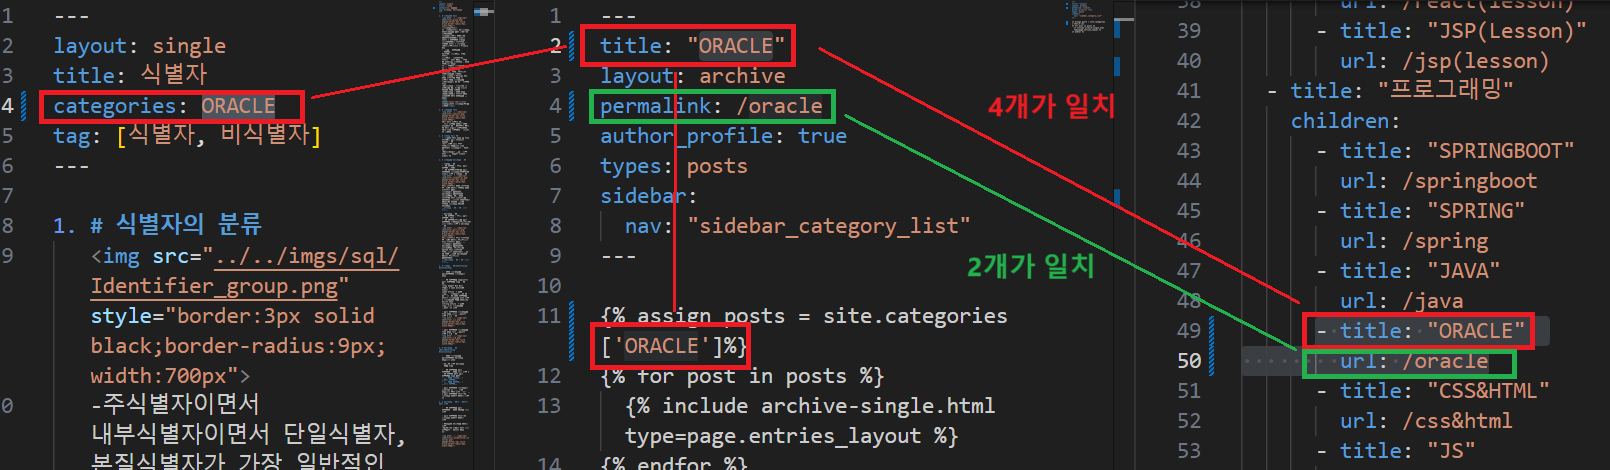 1 ---
2 layout: single
3 title: 식별자
4 categories: ORACLE
5 tag: [식별자, 비식별자]
6 ---
7
8 1. # 식별자의 분류
9 <img src="../../imgs/sql/
Identifier_group.png"
style="border:3px solid
black;border-radius:9px;
width:700px">
0 -주식별자이면서
내부식별자이면서 단일식별자,
본질식별자가 가장 일반적인
1 ---
2 title: "ORACLE"
3 layout: archive
4 permalink: /oracle
5 author_profile: true
6 types: posts
7 sidebar:
8 nav: "sidebar_category_list"
9 ---
10
11 {% assign posts = site.categories
['ORACLE']%}
12 {% for post in posts %}
13 {% include archive-single.html
type=page.entries_layout %}
14 {% endfor %}
4개가 일치
2개가 일치
38 url: /react(lesson)
39 - title: "JSP(Lesson)"
40 url: /jsp(lesson)
41 - title: "프로그래밍"
42 children:
43 - title: "SPRINGBOOT"
44 url: /springboot
45 - title: "SPRING"
46 url: /spring
47 - title: "JAVA"
48 url: /java
49 - title: "ORACLE"
50 url: /oracle
51 - title: "CSS&HTML"
52 url: /css&html
53 - title: "JS"